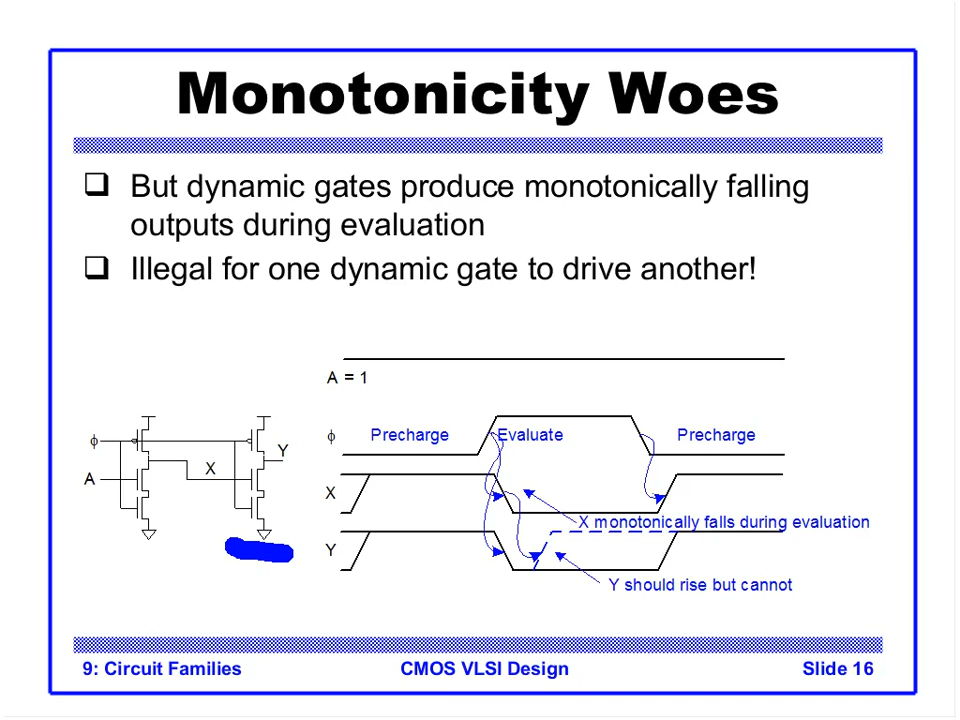 Monotonicity Woes
But dynamic gates produce monotonically falling
outputs during evaluation
Illegal for one dynamic gate to drive another!
A = 1
ϕ
Precharge Evaluate Precharge
ϕ
Y
A
X
X
X monotonically falls during evaluation
Y
Y should rise but cannot
9: Circuit Families CMOS VLSI Design Slide 16